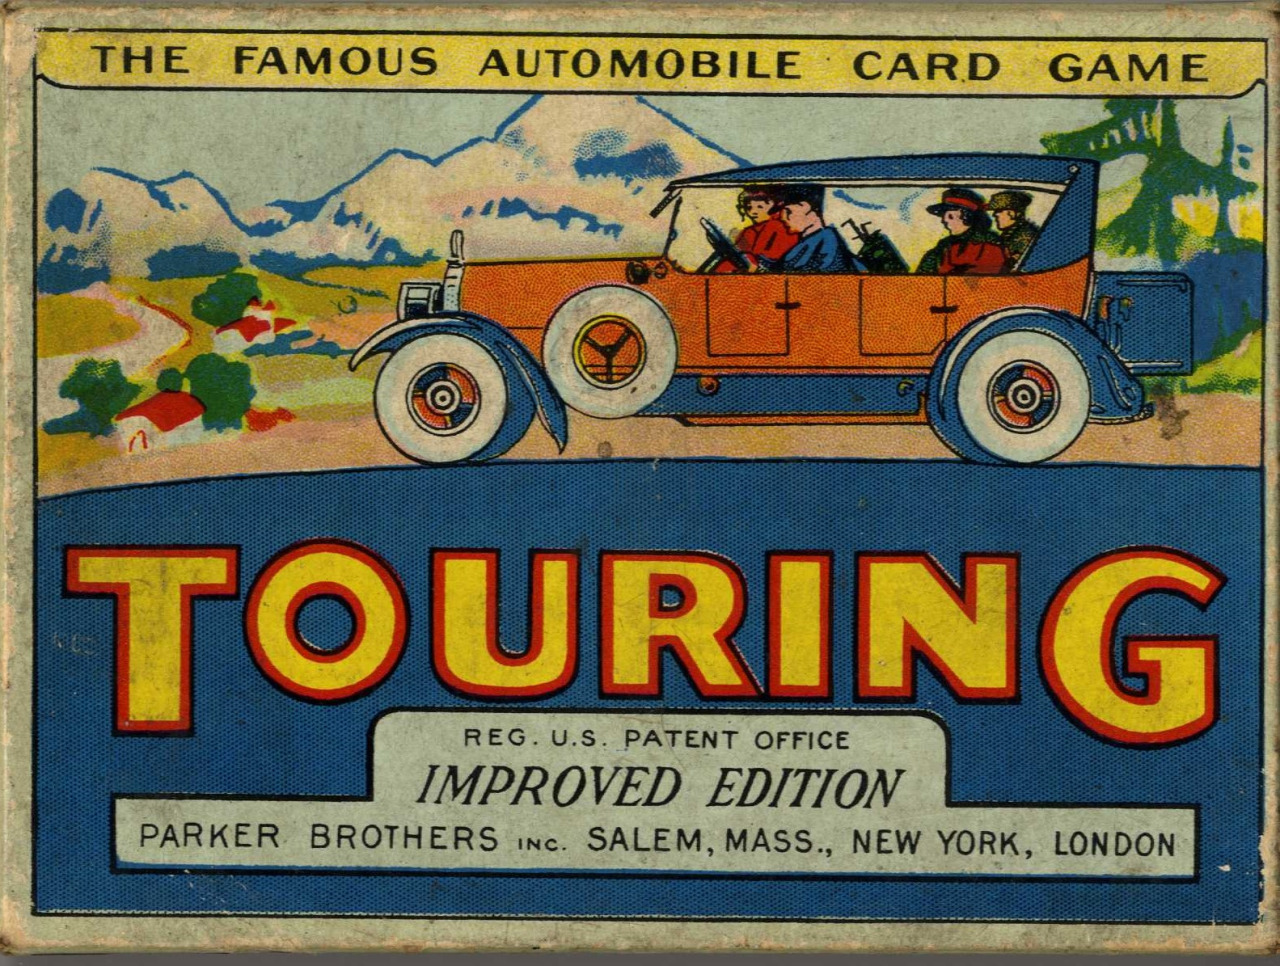 THE FAMOUS AUTOMOBILE CARD GAME
TOURING
REG. U.S. PATENT OFFICE
IMPROVED EDITION
PARKER BROTHERS INC. SALEM, MASS., NEW YORK, LONDON